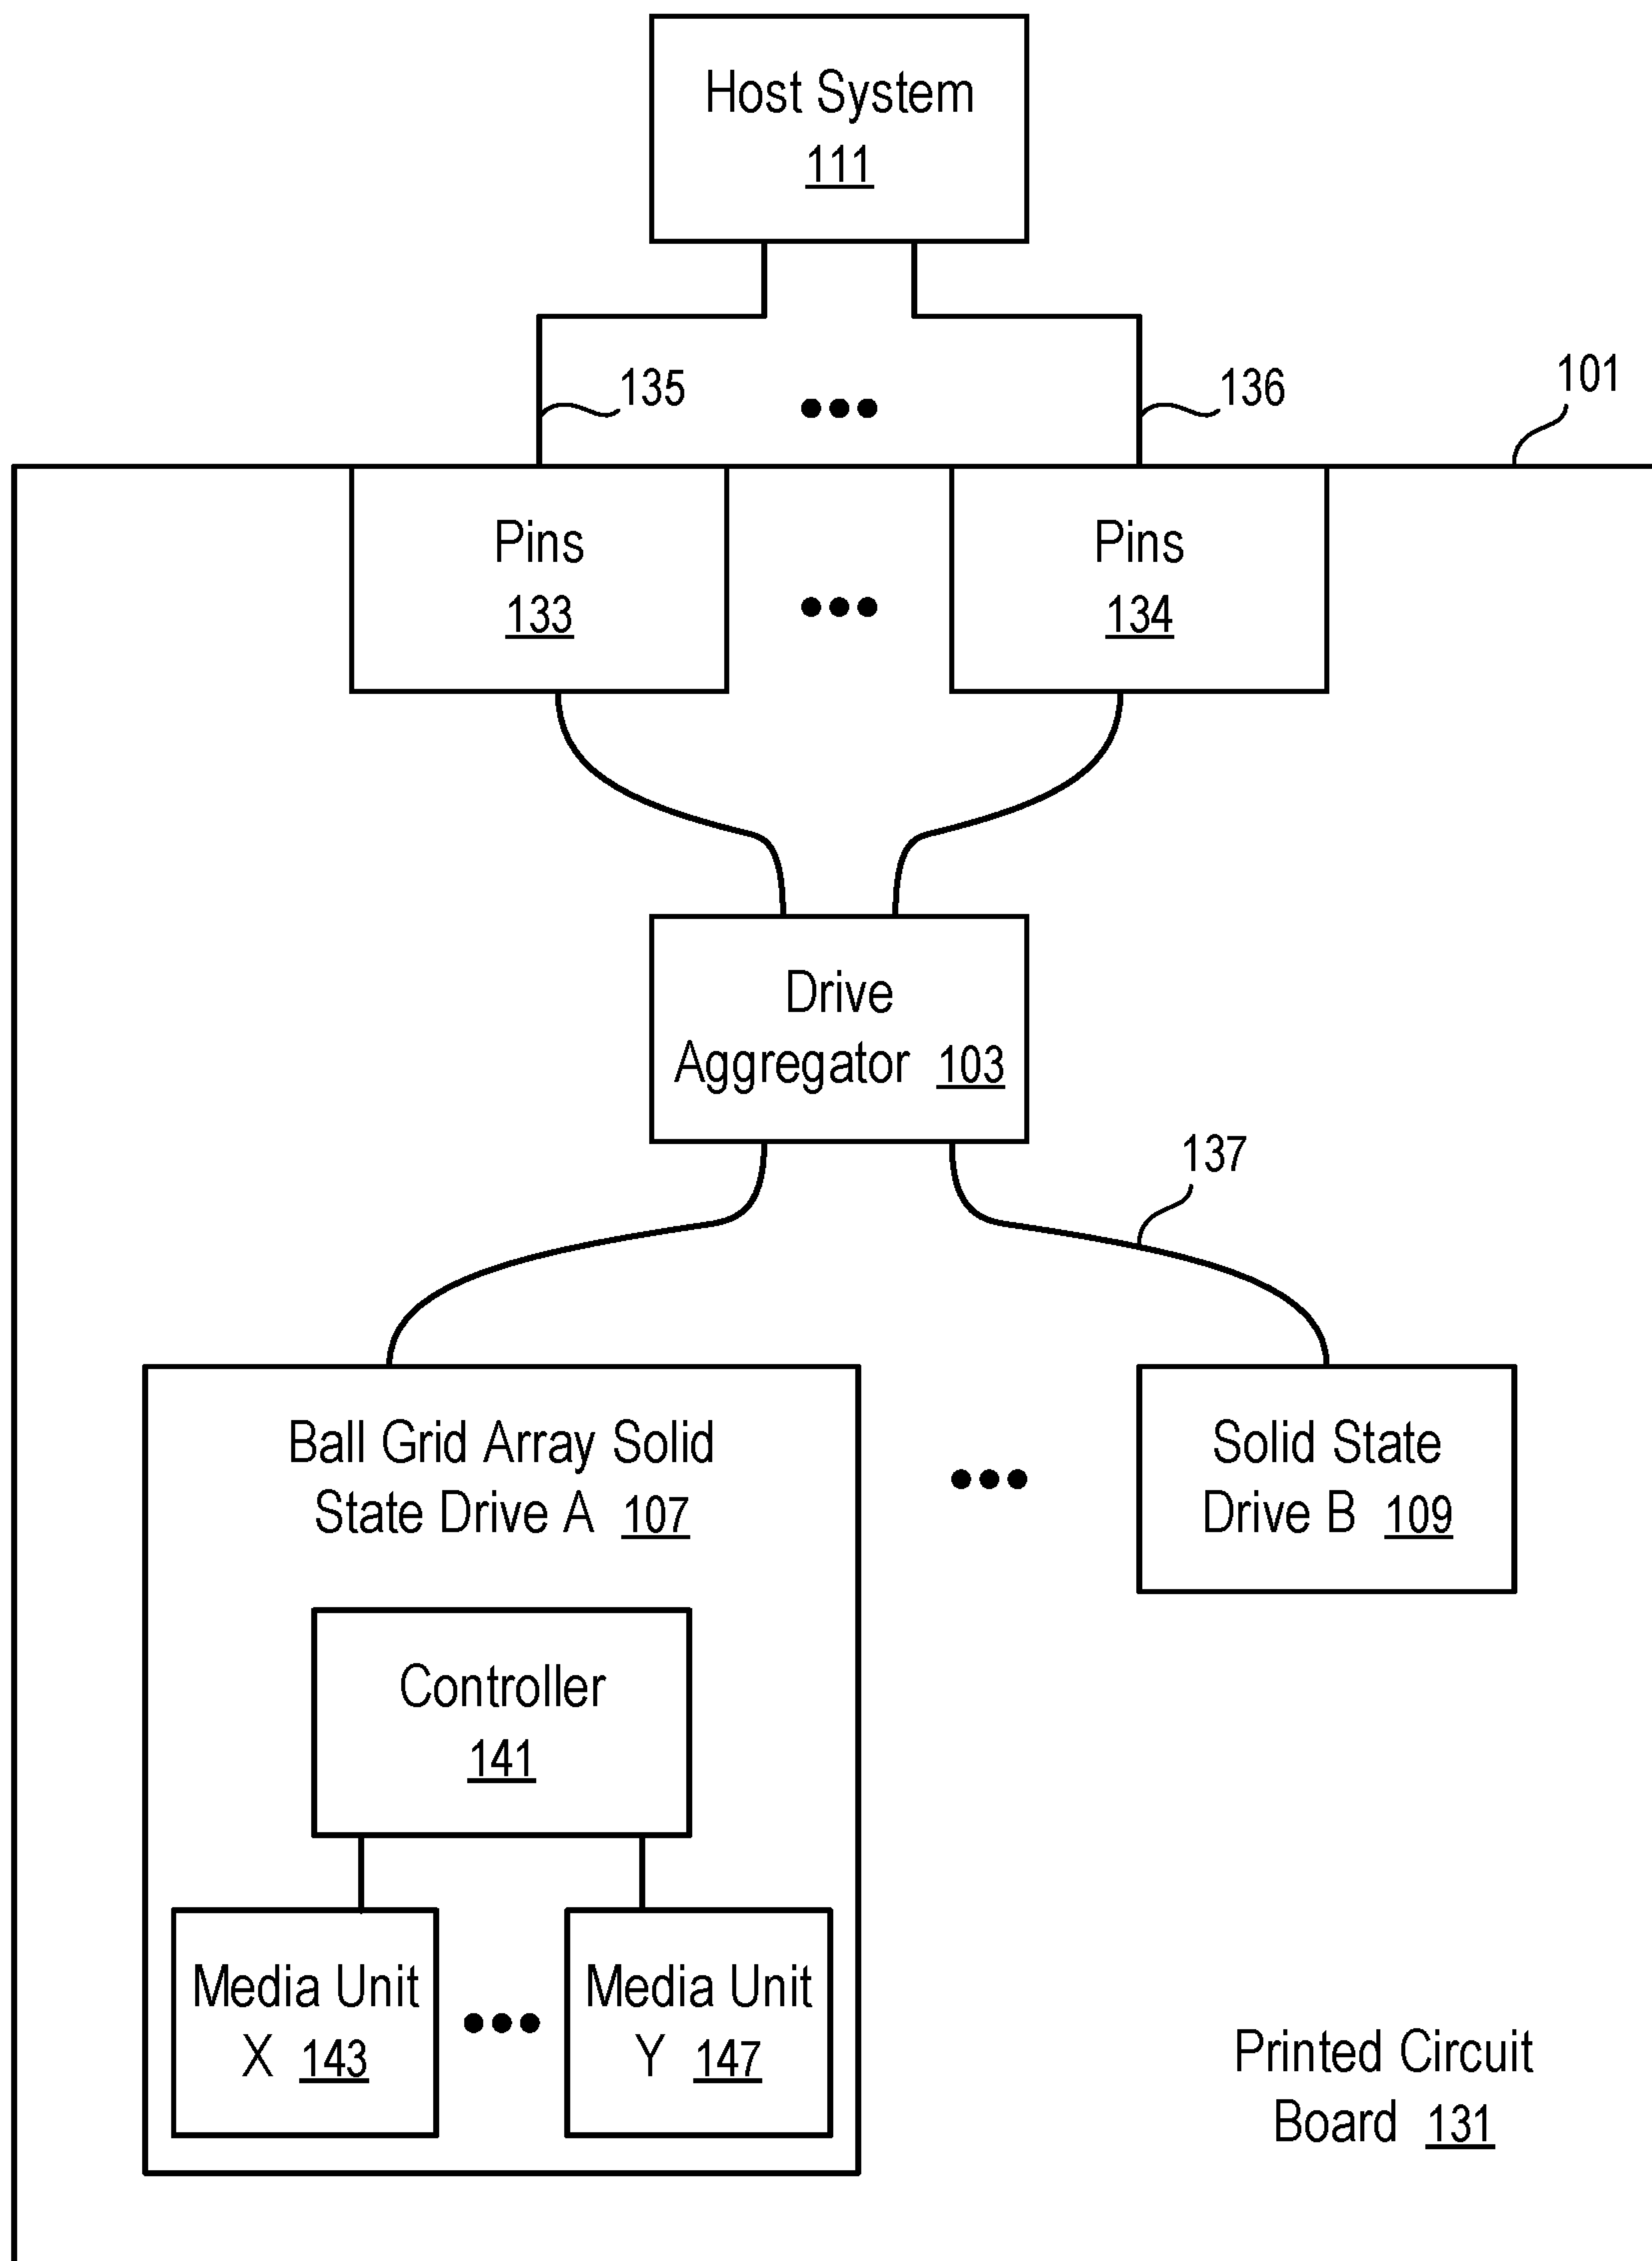 Host System
111
135
136
101
Pins
133
Pins
134
Drive
Aggregator 103
137
Ball Grid Array Solid
State Drive A 107
Solid State
Drive B 109
Controller
141
Media Unit
X 143
Media Unit
Y 147
Printed Circuit
Board 131